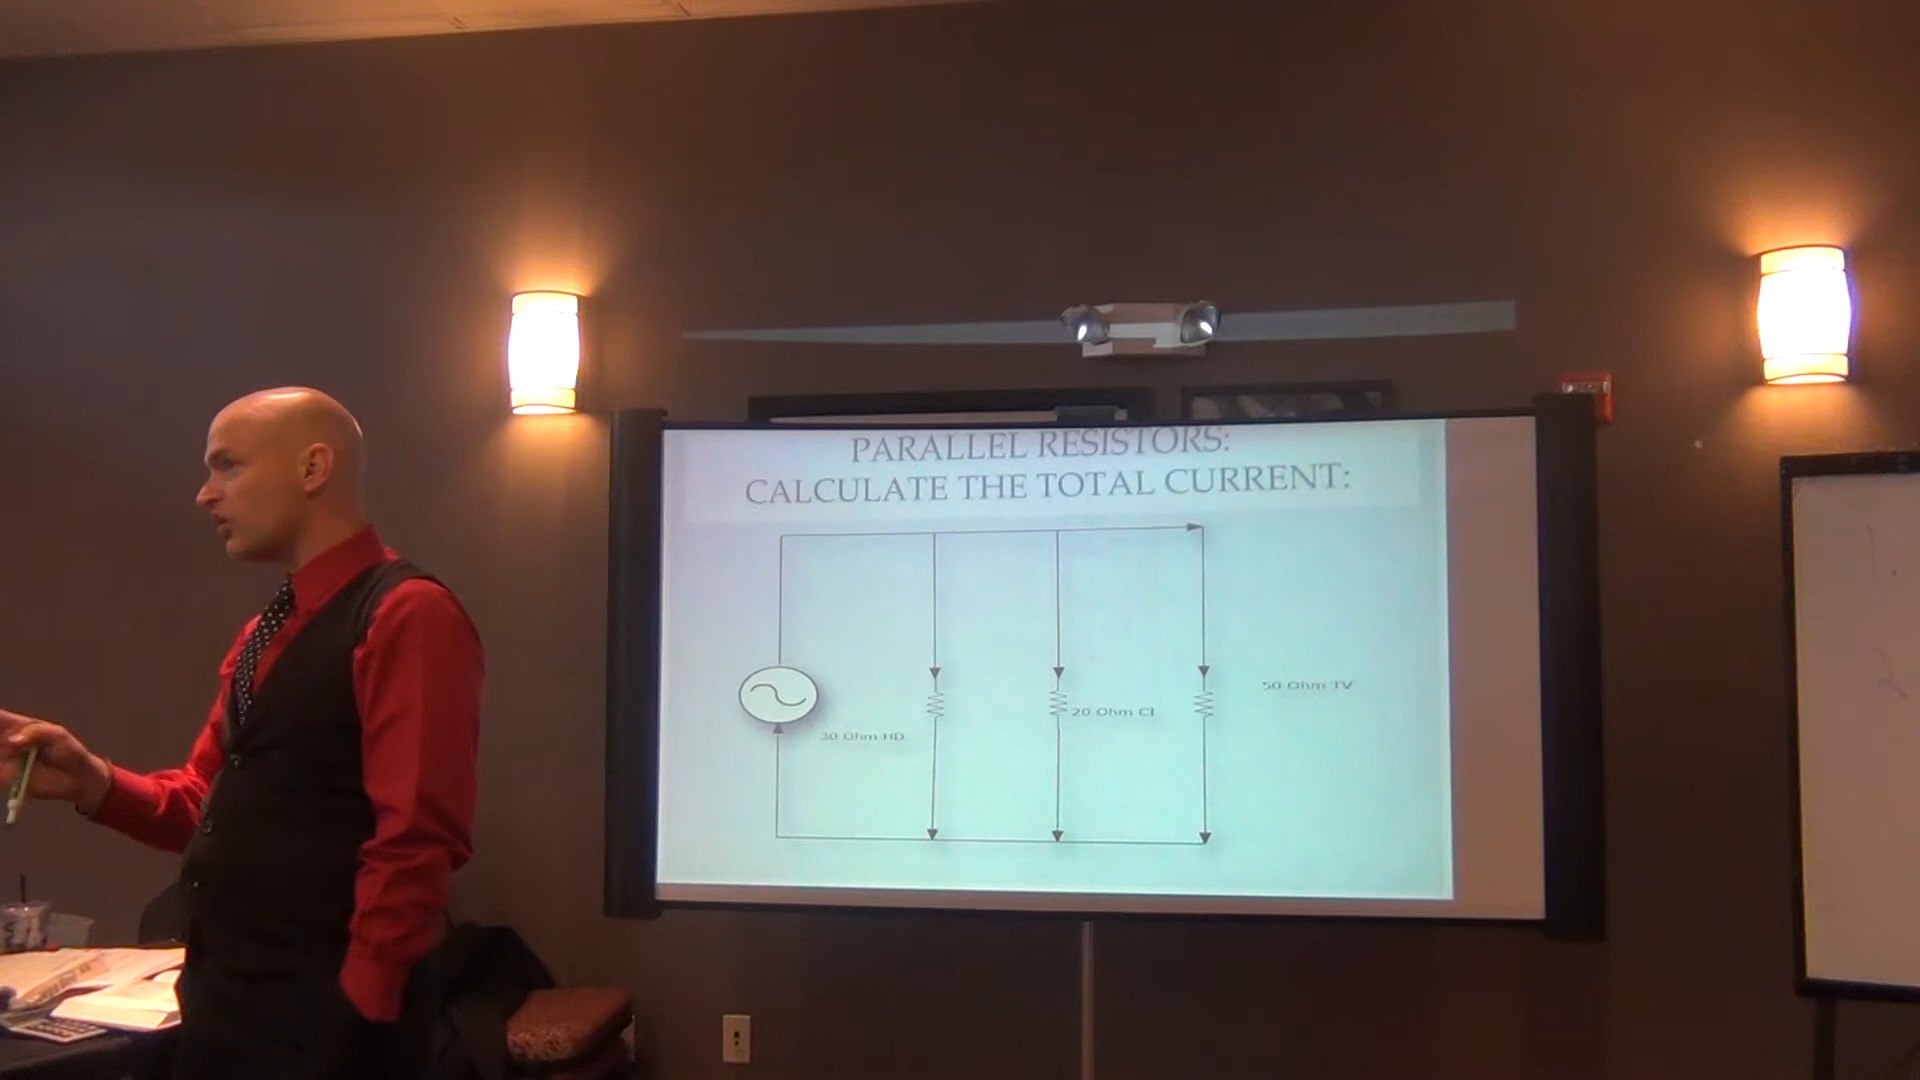 PARALLEL RESISTORS:
CALCULATE THE TOTAL CURRENT:
50 Ohm TV
20 Ohm CI
30 Ohm HD